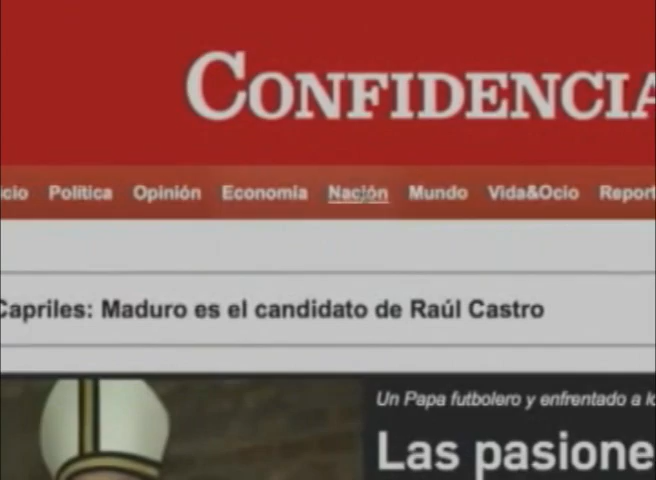 CONFIDENCIA
icio Política Opinión Economía Nación Mundo Vida&Ocio Report
Capriles: Maduro es el candidato de Raúl Castro
Un Papa futbolero y enfrentado a lo
Las pasione